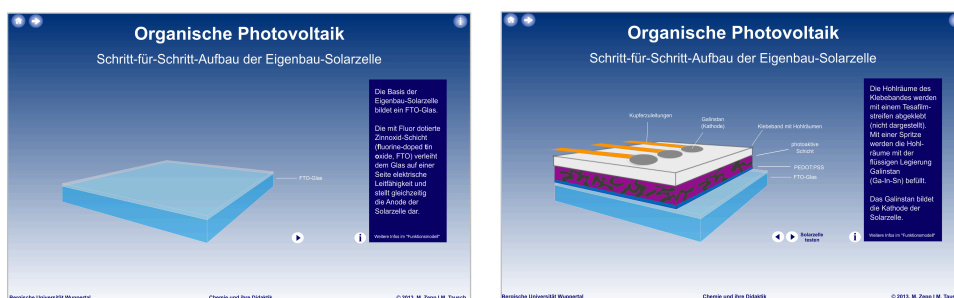 Organische Photovoltaik
Schritt-für-Schritt-Aufbau der Eigenbau-Solarzelle
Die Basis der
Eigenbau-Solarzelle
bildet ein FTO-Glas.
Die mit Fluor dotierte
Zinnoxid-Schicht
(fluorine-doped tin
oxide, FTO) verleiht
dem Glas auf einer
Seite elektrische
Leitfähigkeit und
stellt gleichzeitig
die Anode der
Solarzelle dar.
Weitere Infos im "Funktionsmodell"
FTO-Glas
i
Bergische Universität Wuppertal
Chemie und ihre Didaktik
© 2013, M. Zepp I M. Tausch
Organische Photovoltaik
Schritt-für-Schritt-Aufbau der Eigenbau-Solarzelle
Kupferzuleitungen
Galinstan
(Kathode)
Klebeband mit Hohlräumen
photoaktive
Schicht
PEDOT:PSS
FTO-Glas
Die Hohlräume des
Klebebandes werden
mit einem Tesafilm-
streifen abgeklebt
(nicht dargestellt).
Mit einer Spritze
werden die Hohl-
räume mit der
flüssigen Legierung
Galinstan
(Ga-In-Sn) befüllt.
Das Galinstan bildet
die Kathode der
Solarzelle.
Weitere Infos im "Funktionsmodell"
Solarzelle
testen
i
Bergische Universität Wuppertal
Chemie und ihre Didaktik
© 2013, M. Zepp I M. Tau